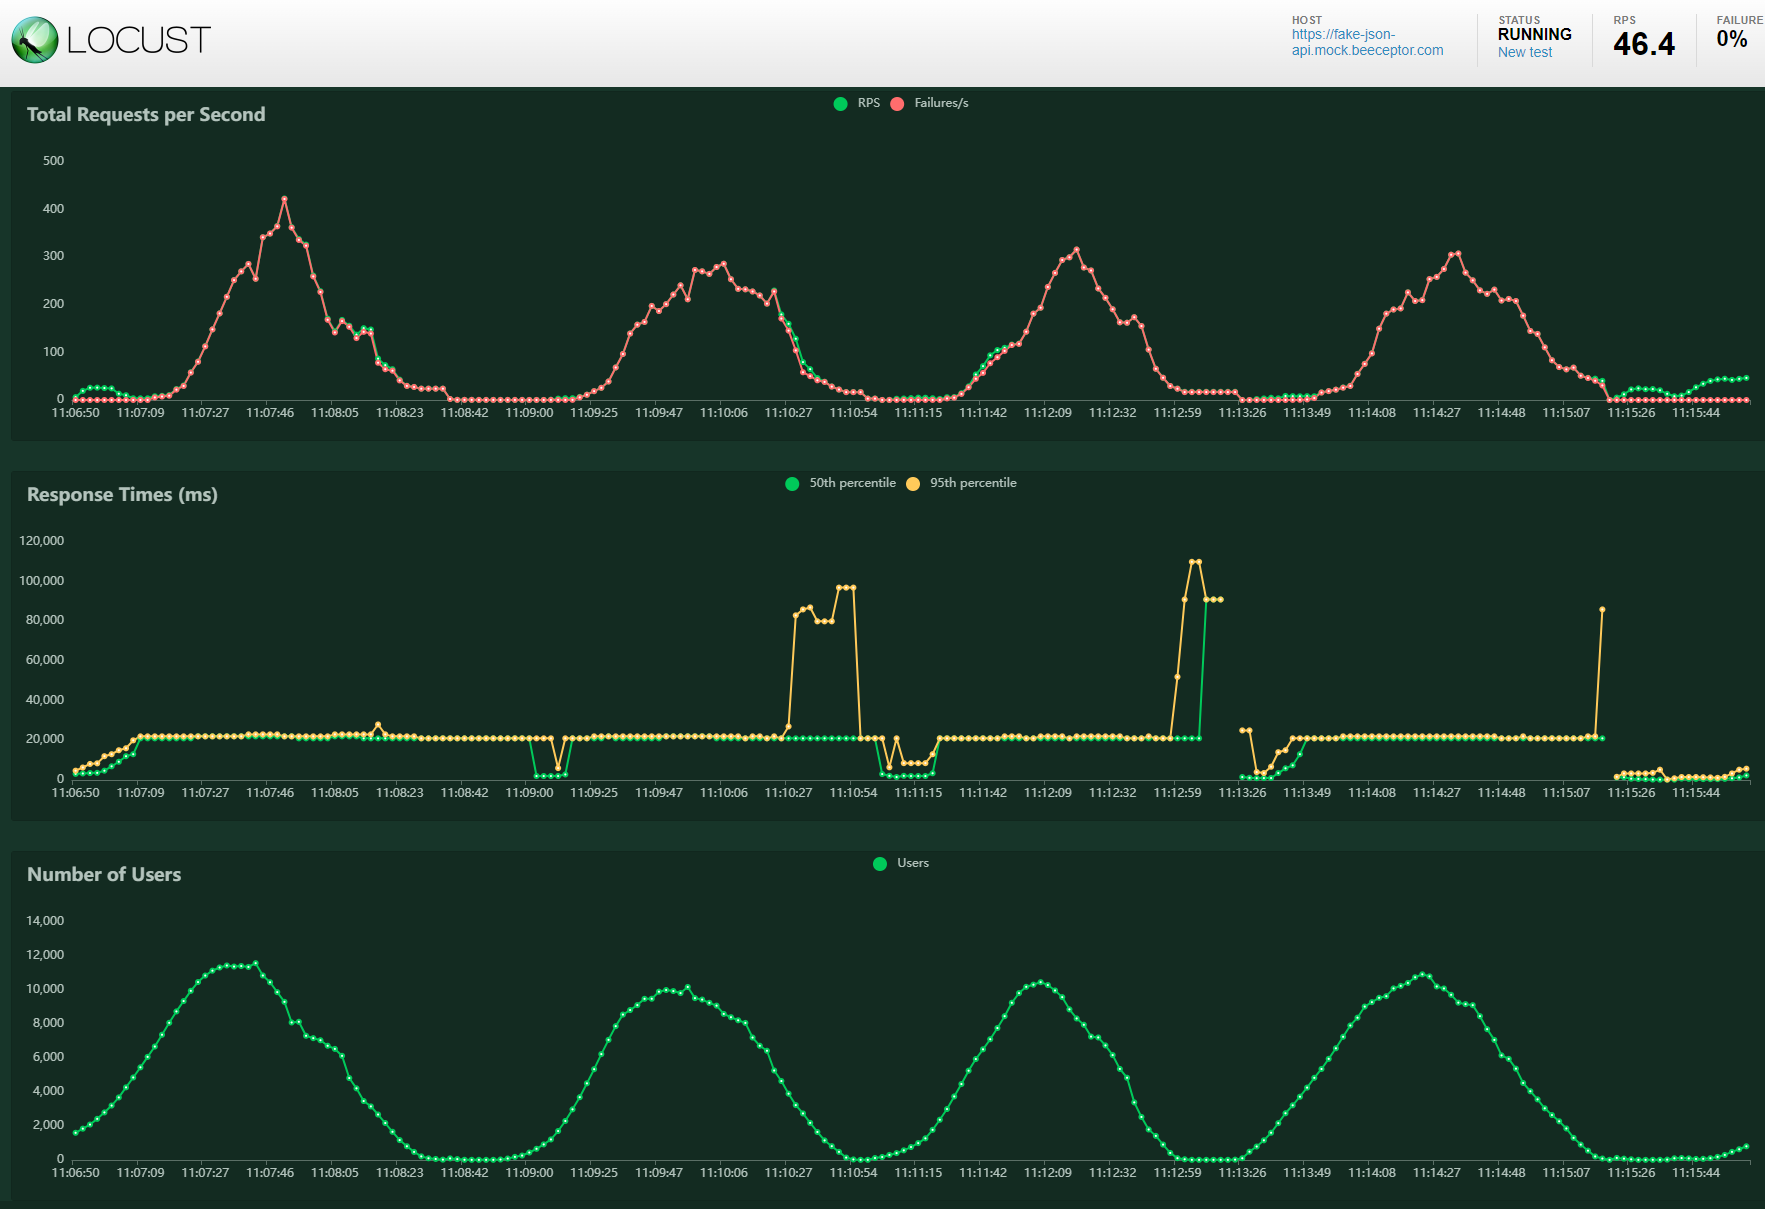 LOCUST
HOST
https://fake-json-
api.mock.beeceptor.com
STATUS
RUNNING
New test
RPS
46.4
FAILURE
0%
Total Requests per Second
RPS Failures/s
500
400
300
200
100
0
11:06:50 11:07:09 11:07:27 11:07:46 11:08:05 11:08:23 11:08:42 11:09:00 11:09:25 11:09:47 11:10:06 11:10:27 11:10:54 11:11:15 11:11:42 11:12:09 11:12:32 11:12:59 11:13:26 11:13:49 11:14:08 11:14:27 11:14:48 11:15:07 11:15:26 11:15:44
Response Times (ms)
50th percentile 95th percentile
120,000
100,000
80,000
60,000
40,000
20,000
0
11:06:50 11:07:09 11:07:27 11:07:46 11:08:05 11:08:23 11:08:42 11:09:00 11:09:25 11:09:47 11:10:06 11:10:27 11:10:54 11:11:15 11:11:42 11:12:09 11:12:32 11:12:59 11:13:26 11:13:49 11:14:08 11:14:27 11:14:48 11:15:07 11:15:26 11:15:44
Number of Users
Users
14,000
12,000
10,000
8,000
6,000
4,000
2,000
0
11:06:50 11:07:09 11:07:27 11:07:46 11:08:05 11:08:23 11:08:42 11:09:00 11:09:25 11:09:47 11:10:06 11:10:27 11:10:54 11:11:15 11:11:42 11:12:09 11:12:32 11:12:59 11:13:26 11:13:49 11:14:08 11:14:27 11:14:48 11:15:07 11:15:26 11:15:44